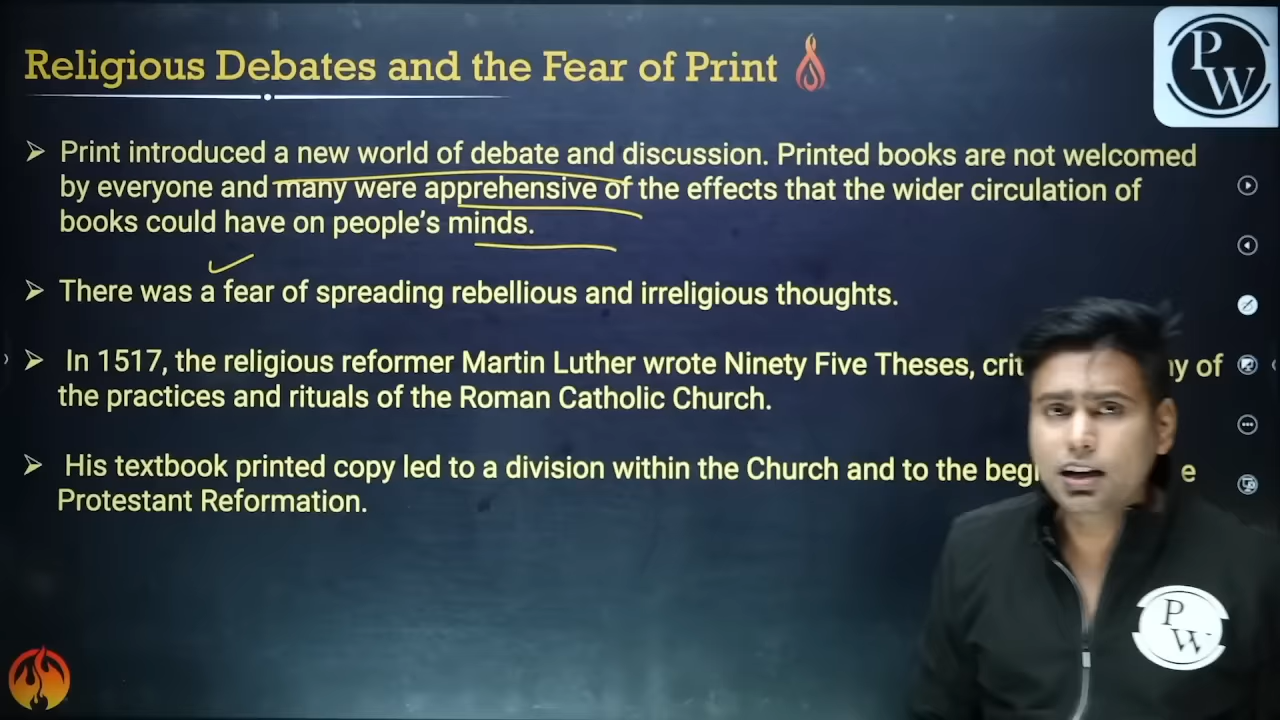 Religious Debates and the Fear of Print
PW
Print introduced a new world of debate and discussion. Printed books are not welcomed
by everyone and many were apprehensive of the effects that the wider circulation of
books could have on people's minds.
There was a fear of spreading rebellious and irreligious thoughts.
In 1517, the religious reformer Martin Luther wrote Ninety Five Theses, of
the practices and rituals of the Roman Catholic Church.
His textbook printed copy led to a division within the Church and to the
Protestant Reformation.
PW